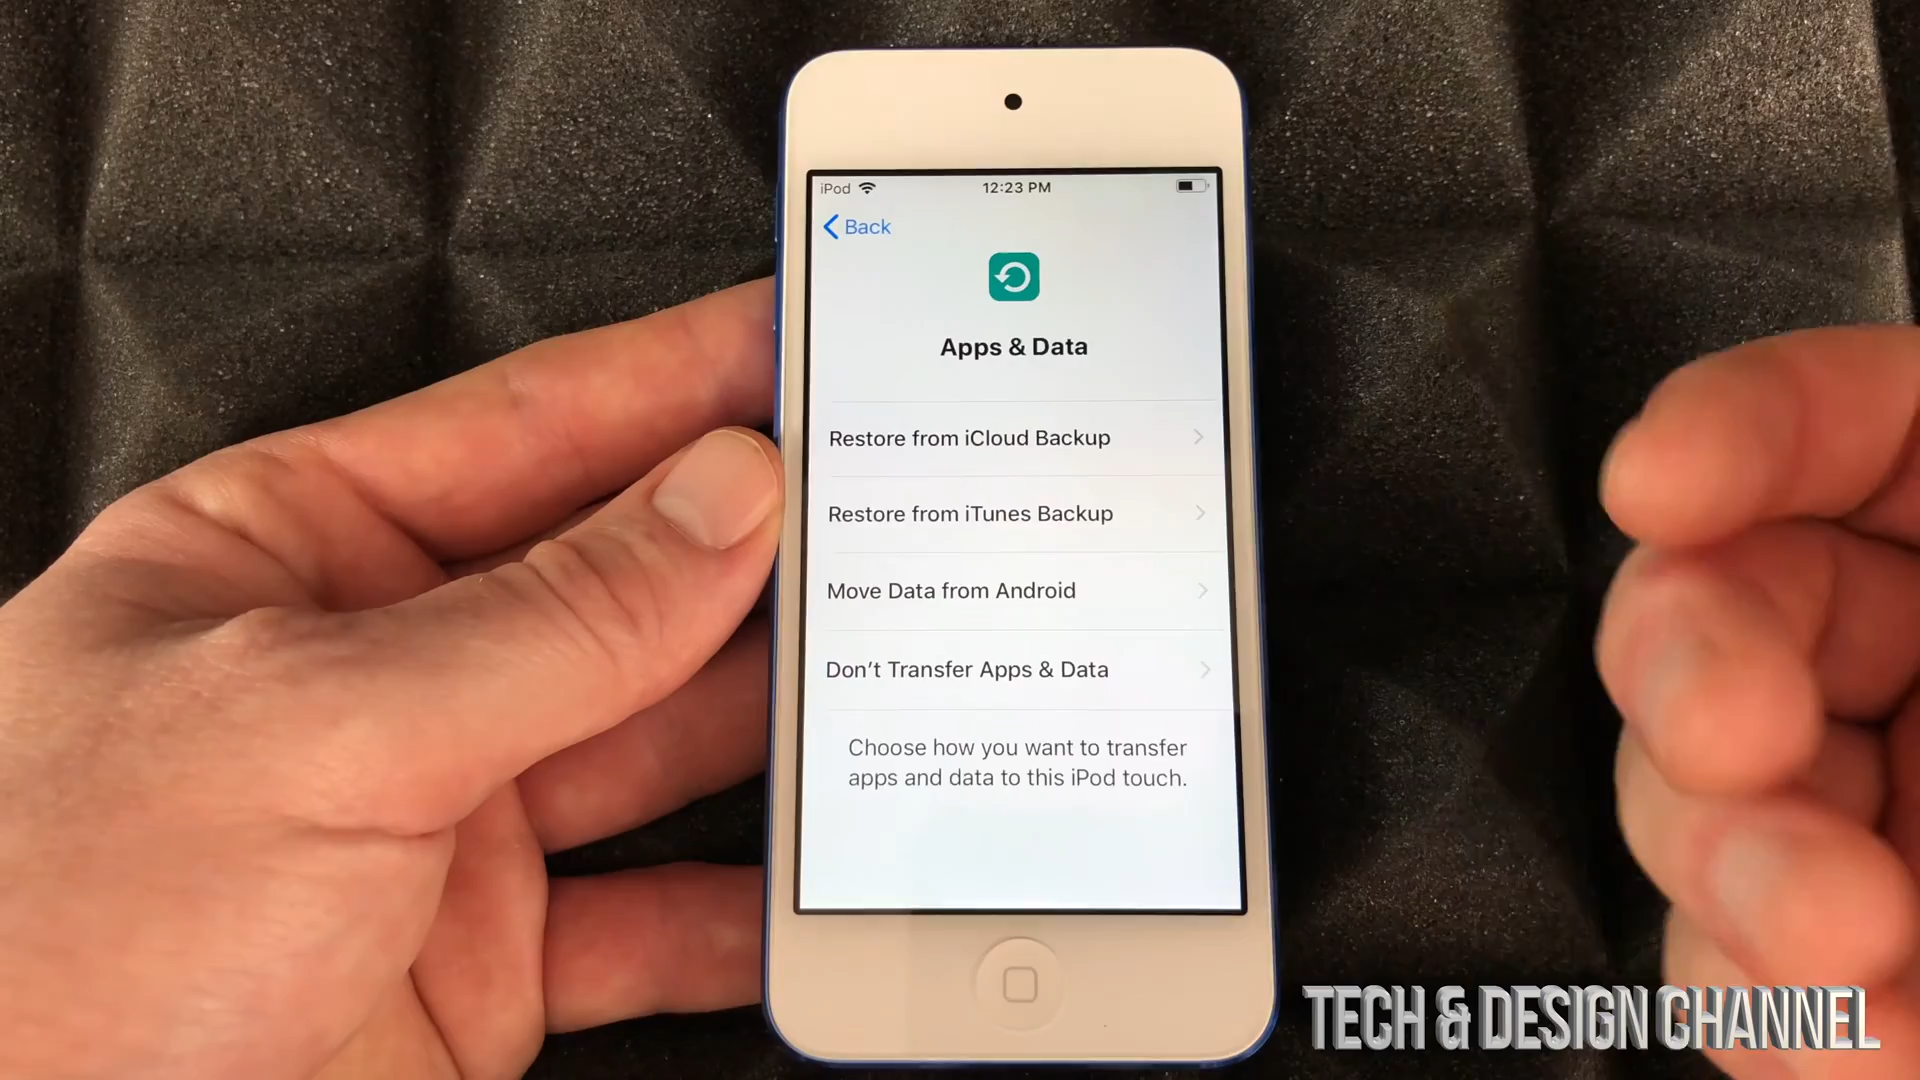 iPod
12:23 PM
Back
Apps & Data
Restore from iCloud Backup
Restore from iTunes Backup
Move Data from Android
Don’t Transfer Apps & Data
Choose how you want to transfer
apps and data to this iPod touch.
TECH & DESIGN CHANNEL